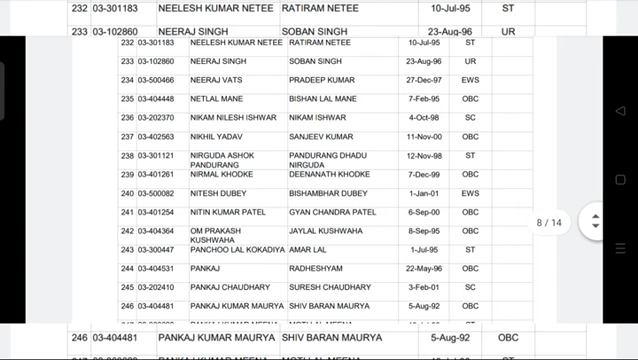 232 03-301183 NEELESH KUMAR NETEE RATIRAM NETEE 10-Jul-95 ST
233 03-102860 NEERAJ SINGH SOBAN SINGH 23-Aug-96 UR
232 03-301183 NEELESH KUMAR NETEE RATIRAM NETEE 10-Jul-95 ST
233 03-102860 NEERAJ SINGH SOBAN SINGH 23-Aug-96 UR
234 03-500466 NEERAJ VATS PRADEEP KUMAR 27-Dec-97 EWS
235 03-404448 NETLAL MANE BISHAN LAL MANE 7-Feb-95 OBC
236 03-202370 NIKAM NILESH ISHWAR NIKAM ISHWAR 4-Oct-98 SC
237 03-402563 NIKHIL YADAV SANJEEV KUMAR 11-Nov-00 OBC
238 03-301121 NIRGUDA ASHOK PANDURANG DHADU 12-Nov-98 ST
PANDURANG NIRGUDA
239 03-401261 NIRMAL KHODKE DEENANATH KHODKE 7-Dec-99 OBC
240 03-500082 NITESH DUBEY BISHAMBHAR DUBEY 1-Jan-01 EWS
241 03-401254 NITIN KUMAR PATEL GYAN CHANDRA PATEL 6-Sep-00 OBC
8 / 14
242 03-404364 OM PRAKASH JAYLAL KUSHWAHA 8-Sep-95 OBC
KUSHWAHA
243 03-300447 PANCHOO LAL KOKADIYA AMAR LAL 1-Jul-95 ST
244 03-404531 PANKAJ RADHESHYAM 22-May-96 OBC
245 03-202410 PANKAJ CHAUDHARY SURESH CHAUDHARY 3-Feb-01 SC
246 03-404481 PANKAJ KUMAR MAURYA SHIV BARAN MAURYA 5-Aug-92 OBC
246 03-404481 PANKAJ KUMAR MAURYA SHIV BARAN MAURYA 5-Aug-92 OBC